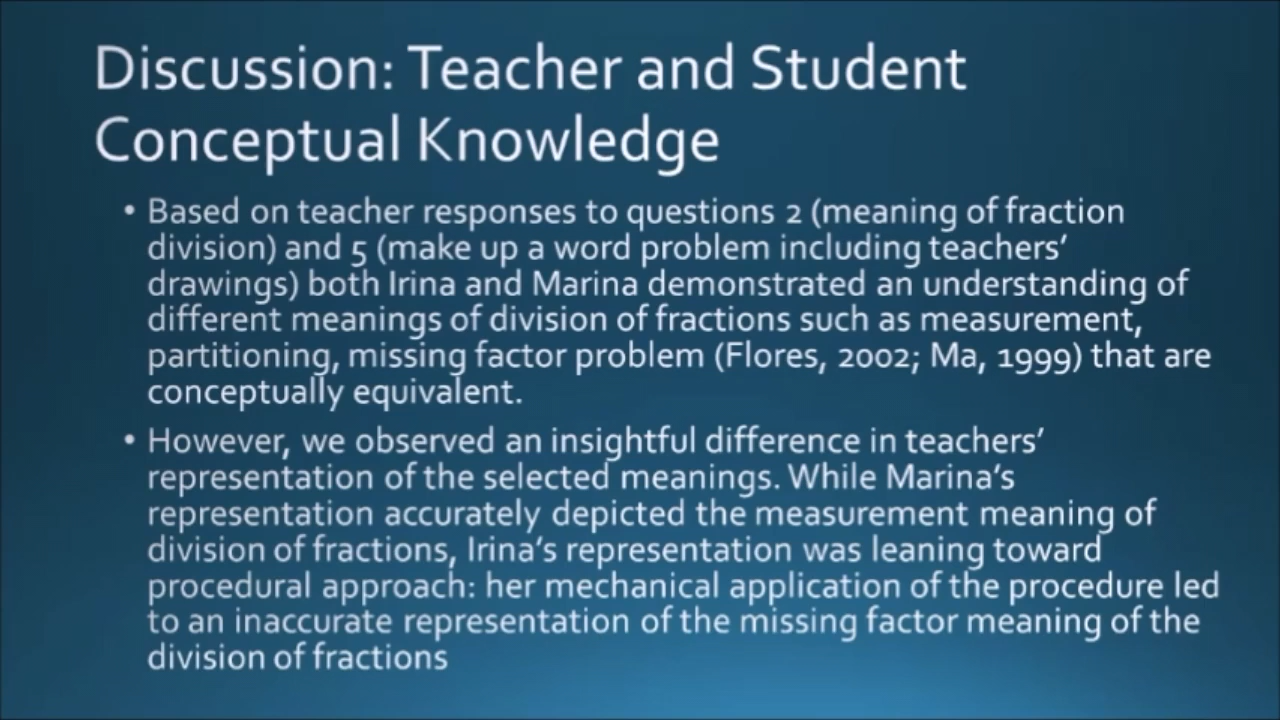 Discussion: Teacher and Student
Conceptual Knowledge
• Based on teacher responses to questions 2 (meaning of fraction
division) and 5 (make up a word problem including teachers’
drawings) both Irina and Marina demonstrated an understanding of
different meanings of division of fractions such as measurement,
partitioning, missing factor problem (Flores, 2002; Ma, 1999) that are
conceptually equivalent.
• However, we observed an insightful difference in teachers’
representation of the selected meanings. While Marina’s
representation accurately depicted the measurement meaning of
division of fractions, Irina’s representation was leaning toward
procedural approach: her mechanical application of the procedure led
to an inaccurate representation of the missing factor meaning of the
division of fractions